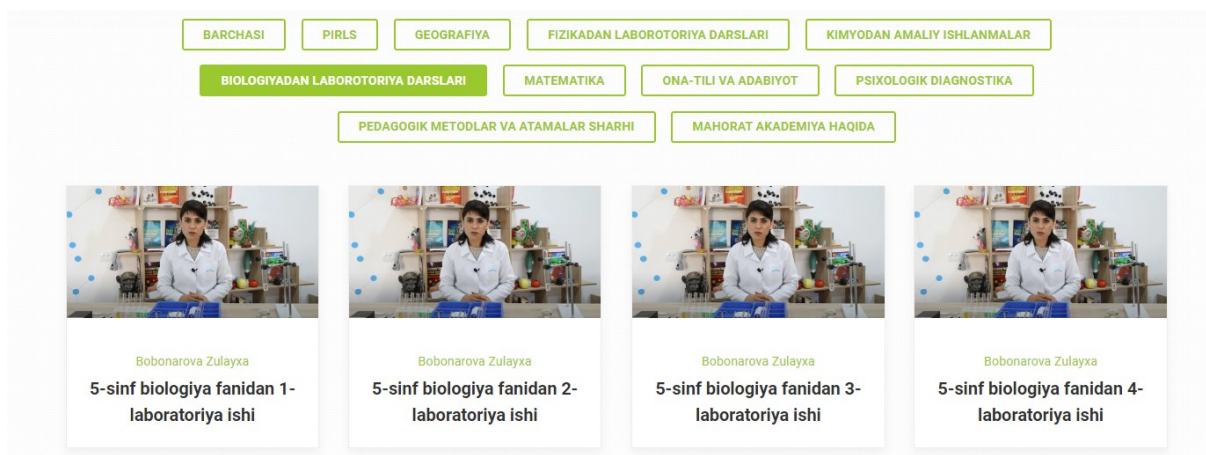 BARCHASI
PIRLS
GEOGRAFIYA
FIZIKADAN LABOROTORIYA DARSLARI
KIMYODAN AMALIY ISHLANMALAR
BIOLOGIYADAN LABOROTORIYA DARSLARI
MATEMATIKA
ONA-TILI VA ADABIYOT
PSIXOLOGIK DIAGNOSTIKA
PEDAGOGIK METODLAR VA ATAMALAR SHARHI
MAHORAT AKADEMIYA HAQIDA
Bobonarova Zulayxa
5-sinf biologiya fanidan 1-
laboratoriya ishi
Bobonarova Zulayxa
5-sinf biologiya fanidan 2-
laboratoriya ishi
Bobonarova Zulayxa
5-sinf biologiya fanidan 3-
laboratoriya ishi
Bobonarova Zulayxa
5-sinf biologiya fanidan 4-
laboratoriya ishi